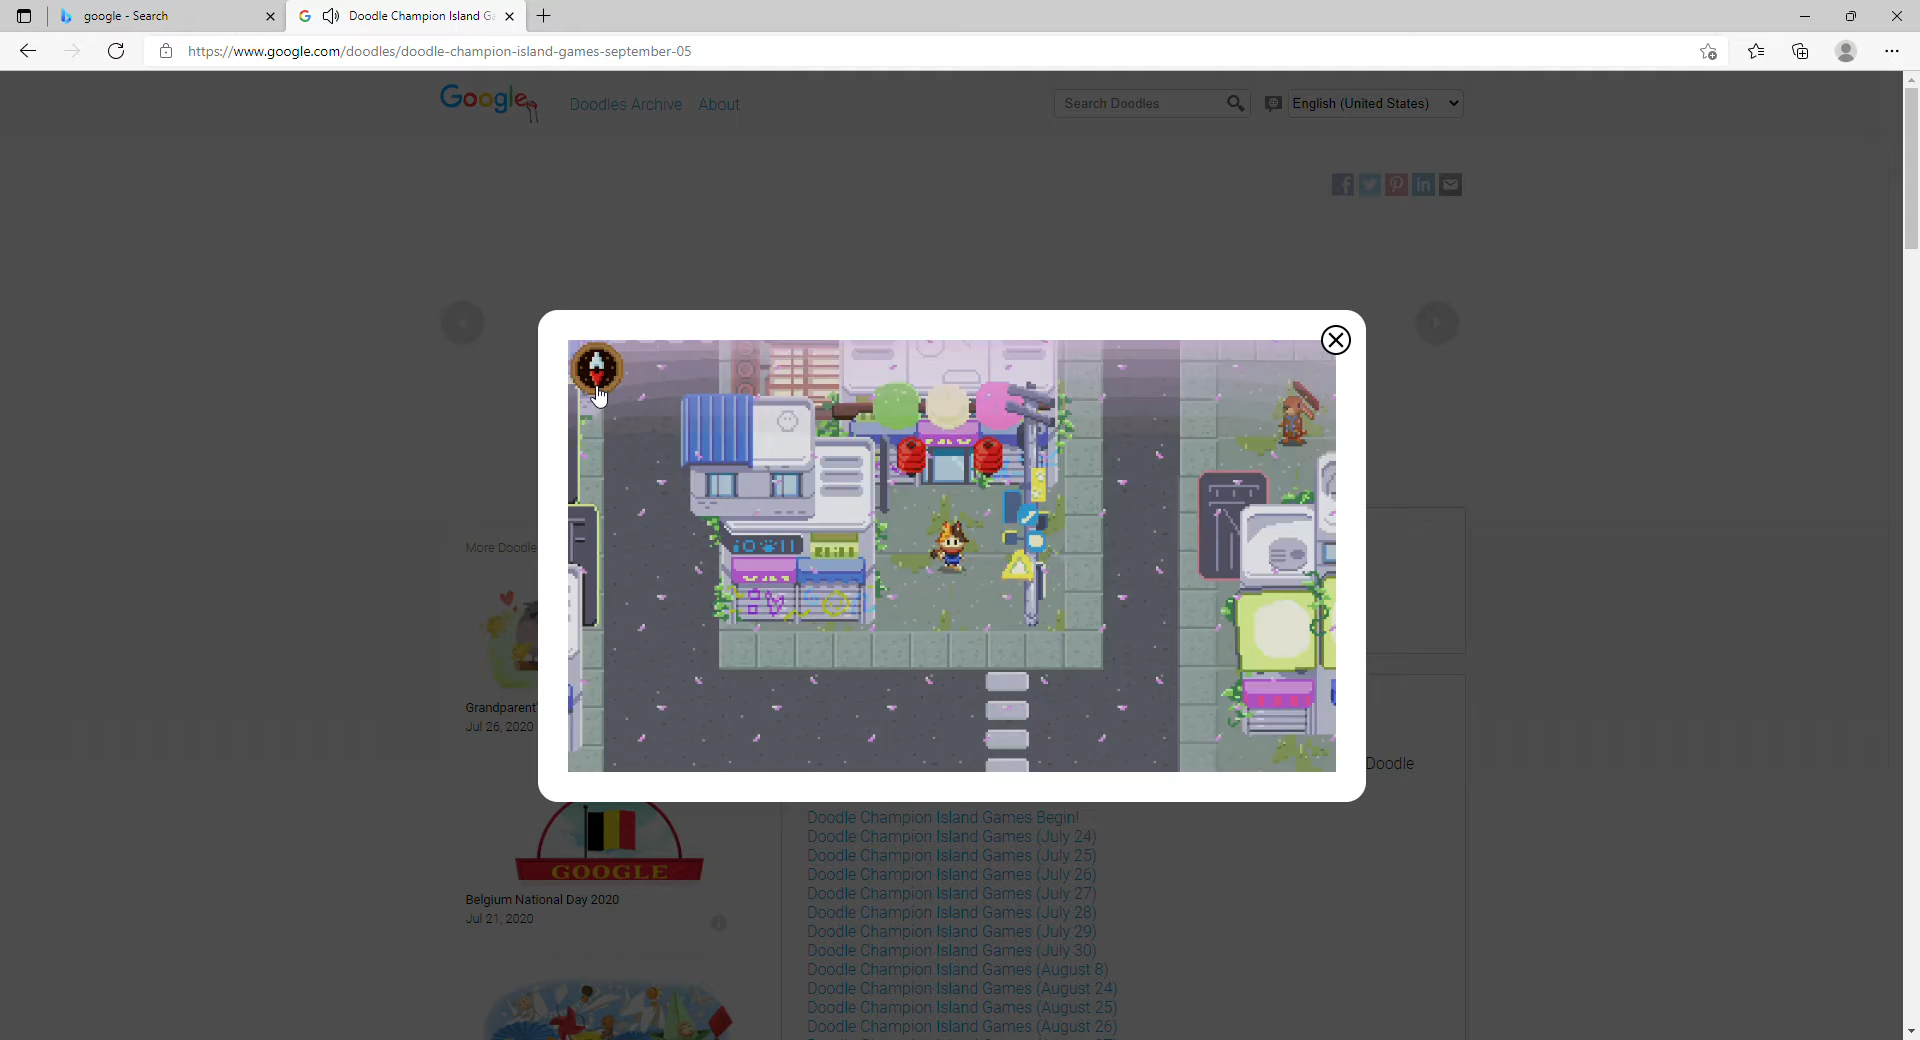 google - Search
Doodle Champion Island Ga
https://www.google.com/doodles/doodle-champion-island-games-september-05
Google
Doodles Archive
About
Search Doodles
English (United States)
More Doodle
Grandparent'
Jul 26, 2020
Doodle
GOOGLE
Belgium National Day 2020
Jul 21, 2020
Doodle Champion Island Games Begin!
Doodle Champion Island Games (July 24)
Doodle Champion Island Games (July 25)
Doodle Champion Island Games (July 26)
Doodle Champion Island Games (July 27)
Doodle Champion Island Games (July 28)
Doodle Champion Island Games (July 29)
Doodle Champion Island Games (July 30)
Doodle Champion Island Games (August 8)
Doodle Champion Island Games (August 24)
Doodle Champion Island Games (August 25)
Doodle Champion Island Games (August 26)